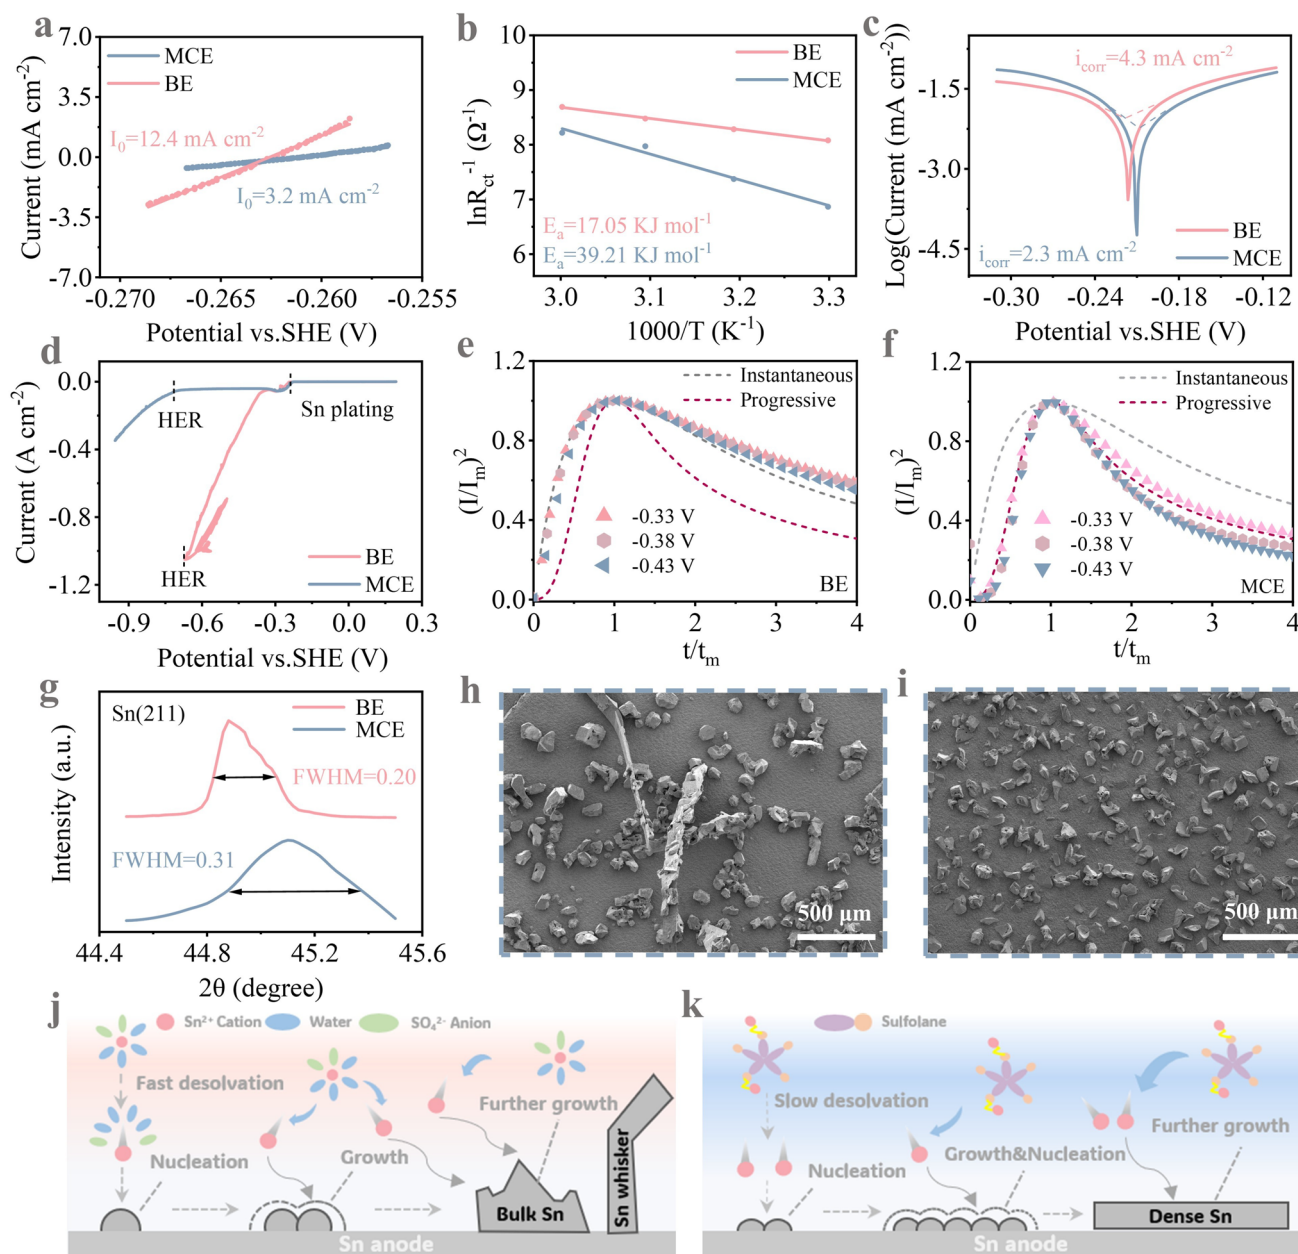 a
7.0
3.5
0.0
-3.5
-7.0
Current (mA cm-2)
MCE
BE
I0=12.4 mA cm-2
I0=3.2 mA cm-2
-0.270
-0.265
-0.260
-0.255
Potential vs.SHE (V)
b
10
9
8
7
6
lnRct-1 (Ω-1)
BE
MCE
Ea=17.05 KJ mol-1
Ea=39.21 KJ mol-1
3.0
3.1
3.2
3.3
1000/T (K-1)
c
-1.5
-3.0
-4.5
Log(Current (mA cm-2))
icorr=4.3 mA cm-2
icorr=2.3 mA cm-2
BE
MCE
-0.30
-0.24
-0.18
-0.12
Potential vs.SHE (V)
d
0.0
-0.4
-0.8
-1.2
Current (A cm-2)
HER
Sn plating
HER
BE
MCE
-0.9
-0.6
-0.3
0.0
0.3
Potential vs.SHE (V)
e
1.2
0.8
0.4
0.0
(I/Im)2
Instantaneous
Progressive
-0.33 V
-0.38 V
-0.43 V
BE
0
1
2
3
4
t/tm
f
1.2
0.8
0.4
0.0
(I/Im)2
Instantaneous
Progressive
-0.33 V
-0.38 V
-0.43 V
MCE
0
1
2
3
4
t/tm
g
Intensity (a.u.)
Sn(211)
BE
MCE
FWHM=0.20
FWHM=0.31
44.4
44.8
45.2
45.6
2θ (degree)
h
500 μm
i
500 μm
j
Sn2+ Cation
Water
SO42- Anion
Fast desolvation
Further growth
Nucleation
Growth
Bulk Sn
Sn whisker
Sn anode
k
Sulfolane
Slow desolvation
Further growth
Growth&Nucleation
Nucleation
Dense Sn
Sn anode